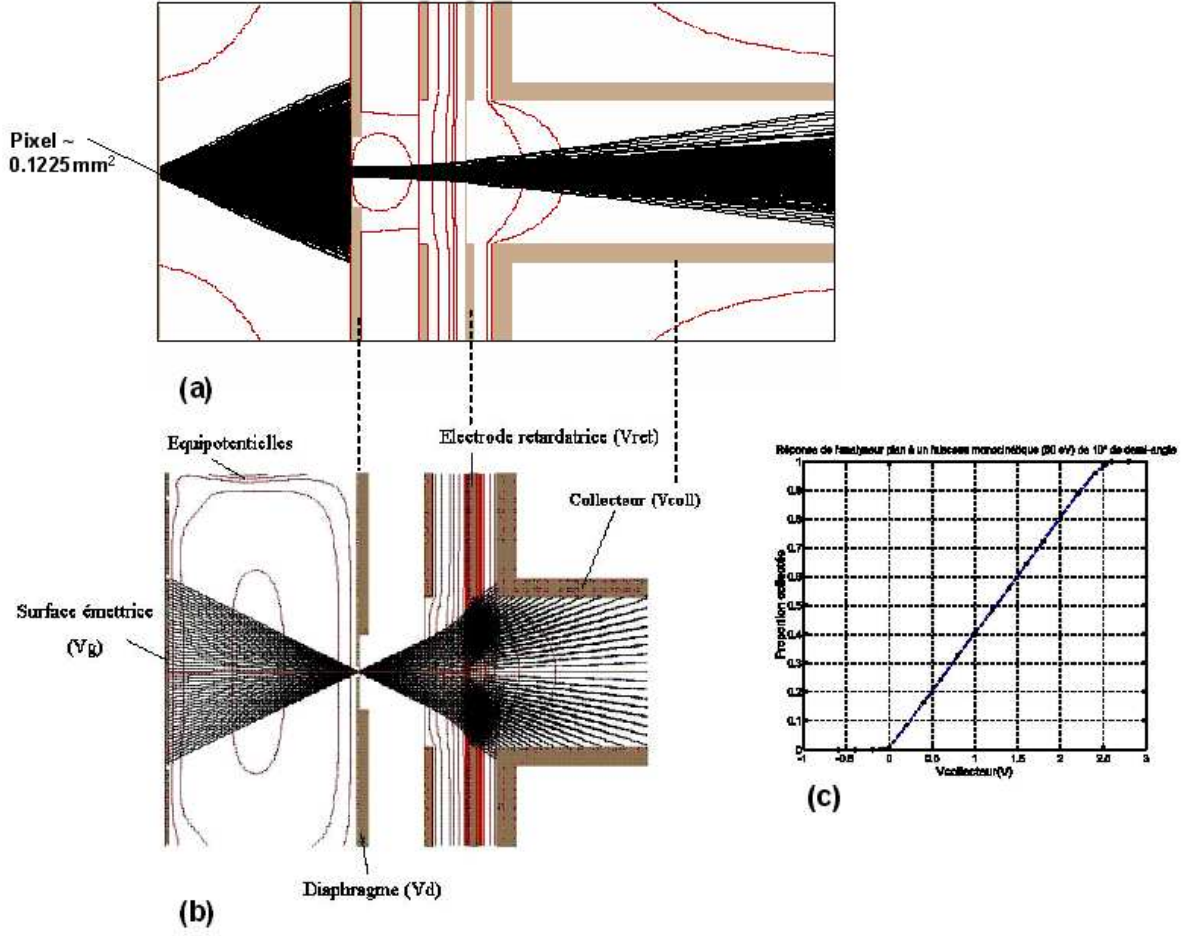 Pixel ~
0.1225mm²
(a)
Equipotentielles
Electrode retardatrice (Vret)
Collecteur (Vcoll)
Surface émettrice
(Vg)
Diaphragme (Vd)
(b)
Réponse de l'analyseur plan à un faisceau monocinétique (60 eV) de 10° de demi-angle
Proportion collectée
1
0.9
0.8
0.7
0.6
0.5
0.4
0.3
0.2
0.1
0
-1 -0.5 0 0.5 1 1.5 2 2.5 3
Vcollecteur(V)
(c)